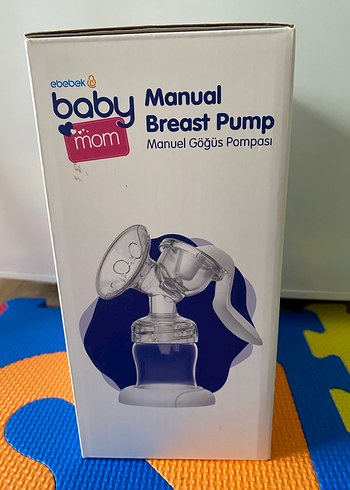 ebebek
baby
mom
Manual
Breast Pump
Manuel Göğüs Pompası